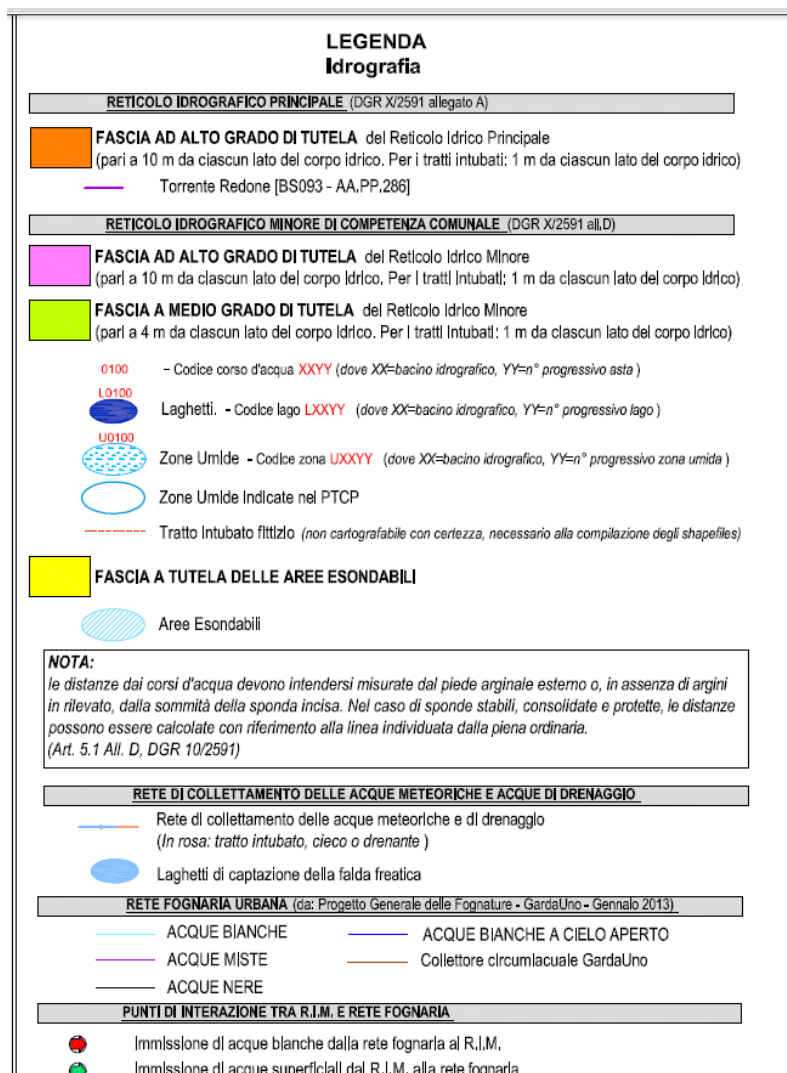 LEGENDA
Idrografia
RETICOLO IDROGRAFICO PRINCIPALE (DGR X/2591 allegato A)
FASCIA AD ALTO GRADO DI TUTELA del Reticolo Idrico Principale
(pari a 10 m da ciascun lato del corpo idrico. Per i tratti intubati: 1 m da ciascun lato del corpo idrico)
Torrente Redone [BS093 - AA.PP.286]
RETICOLO IDROGRAFICO MINORE DI COMPETENZA COMUNALE (DGR X/2591 all.D)
FASCIA AD ALTO GRADO DI TUTELA del Reticolo Idrico Minore
(pari a 10 m da ciascun lato del corpo idrico. Per i tratti intubati: 1 m da ciascun lato del corpo idrico)
FASCIA A MEDIO GRADO DI TUTELA del Reticolo Idrico Minore
(pari a 4 m da ciascun lato del corpo idrico. Per i tratti intubati: 1 m da ciascun lato del corpo idrico)
0100 – Codice corso d'acqua XXYY (dove XX=bacino idrografico, YY=n° progressivo asta )
L0100
Laghetti. - Codice lago LXXYY (dove XX=bacino idrografico, YY=n° progressivo lago )
U0100
Zone Umide - Codice zona UXXYY (dove XX=bacino idrografico, YY=n° progressivo zona umida )
Zone Umide indicate nel PTCP
Tratto intubato fittizio (non cartografabile con certezza, necessario alla compilazione degli shapefiles)
FASCIA A TUTELA DELLE AREE ESONDABILI
Aree Esondabili
NOTA:
le distanze dai corsi d'acqua devono intendersi misurate dal piede arginale esterno o, in assenza di argini
in rilevato, dalla sommità della sponda incisa. Nel caso di sponde stabili, consolidate e protette, le distanze
possono essere calcolate con riferimento alla linea individuata dalla piena ordinaria.
(Art. 5.1 All. D, DGR 10/2591)
RETE DI COLLETTAMENTO DELLE ACQUE METEORICHE E ACQUE DI DRENAGGIO
Rete di collettamento delle acque meteoriche e di drenaggio
(In rosa: tratto intubato, cieco o drenante )
Laghetti di captazione della falda freatica
RETE FOGNARIA URBANA (da: Progetto Generale delle Fognature - GardaUno - Gennaio 2013)
ACQUE BIANCHE ACQUE BIANCHE A CIELO APERTO
ACQUE MISTE Collettore circumlacuale GardaUno
ACQUE NERE
PUNTI DI INTERAZIONE TRA R.I.M. E RETE FOGNARIA
Immissione di acque bianche dalla rete fognaria al R.I.M.
Immissione di acque superficiali dal R.I.M. alla rete fognaria